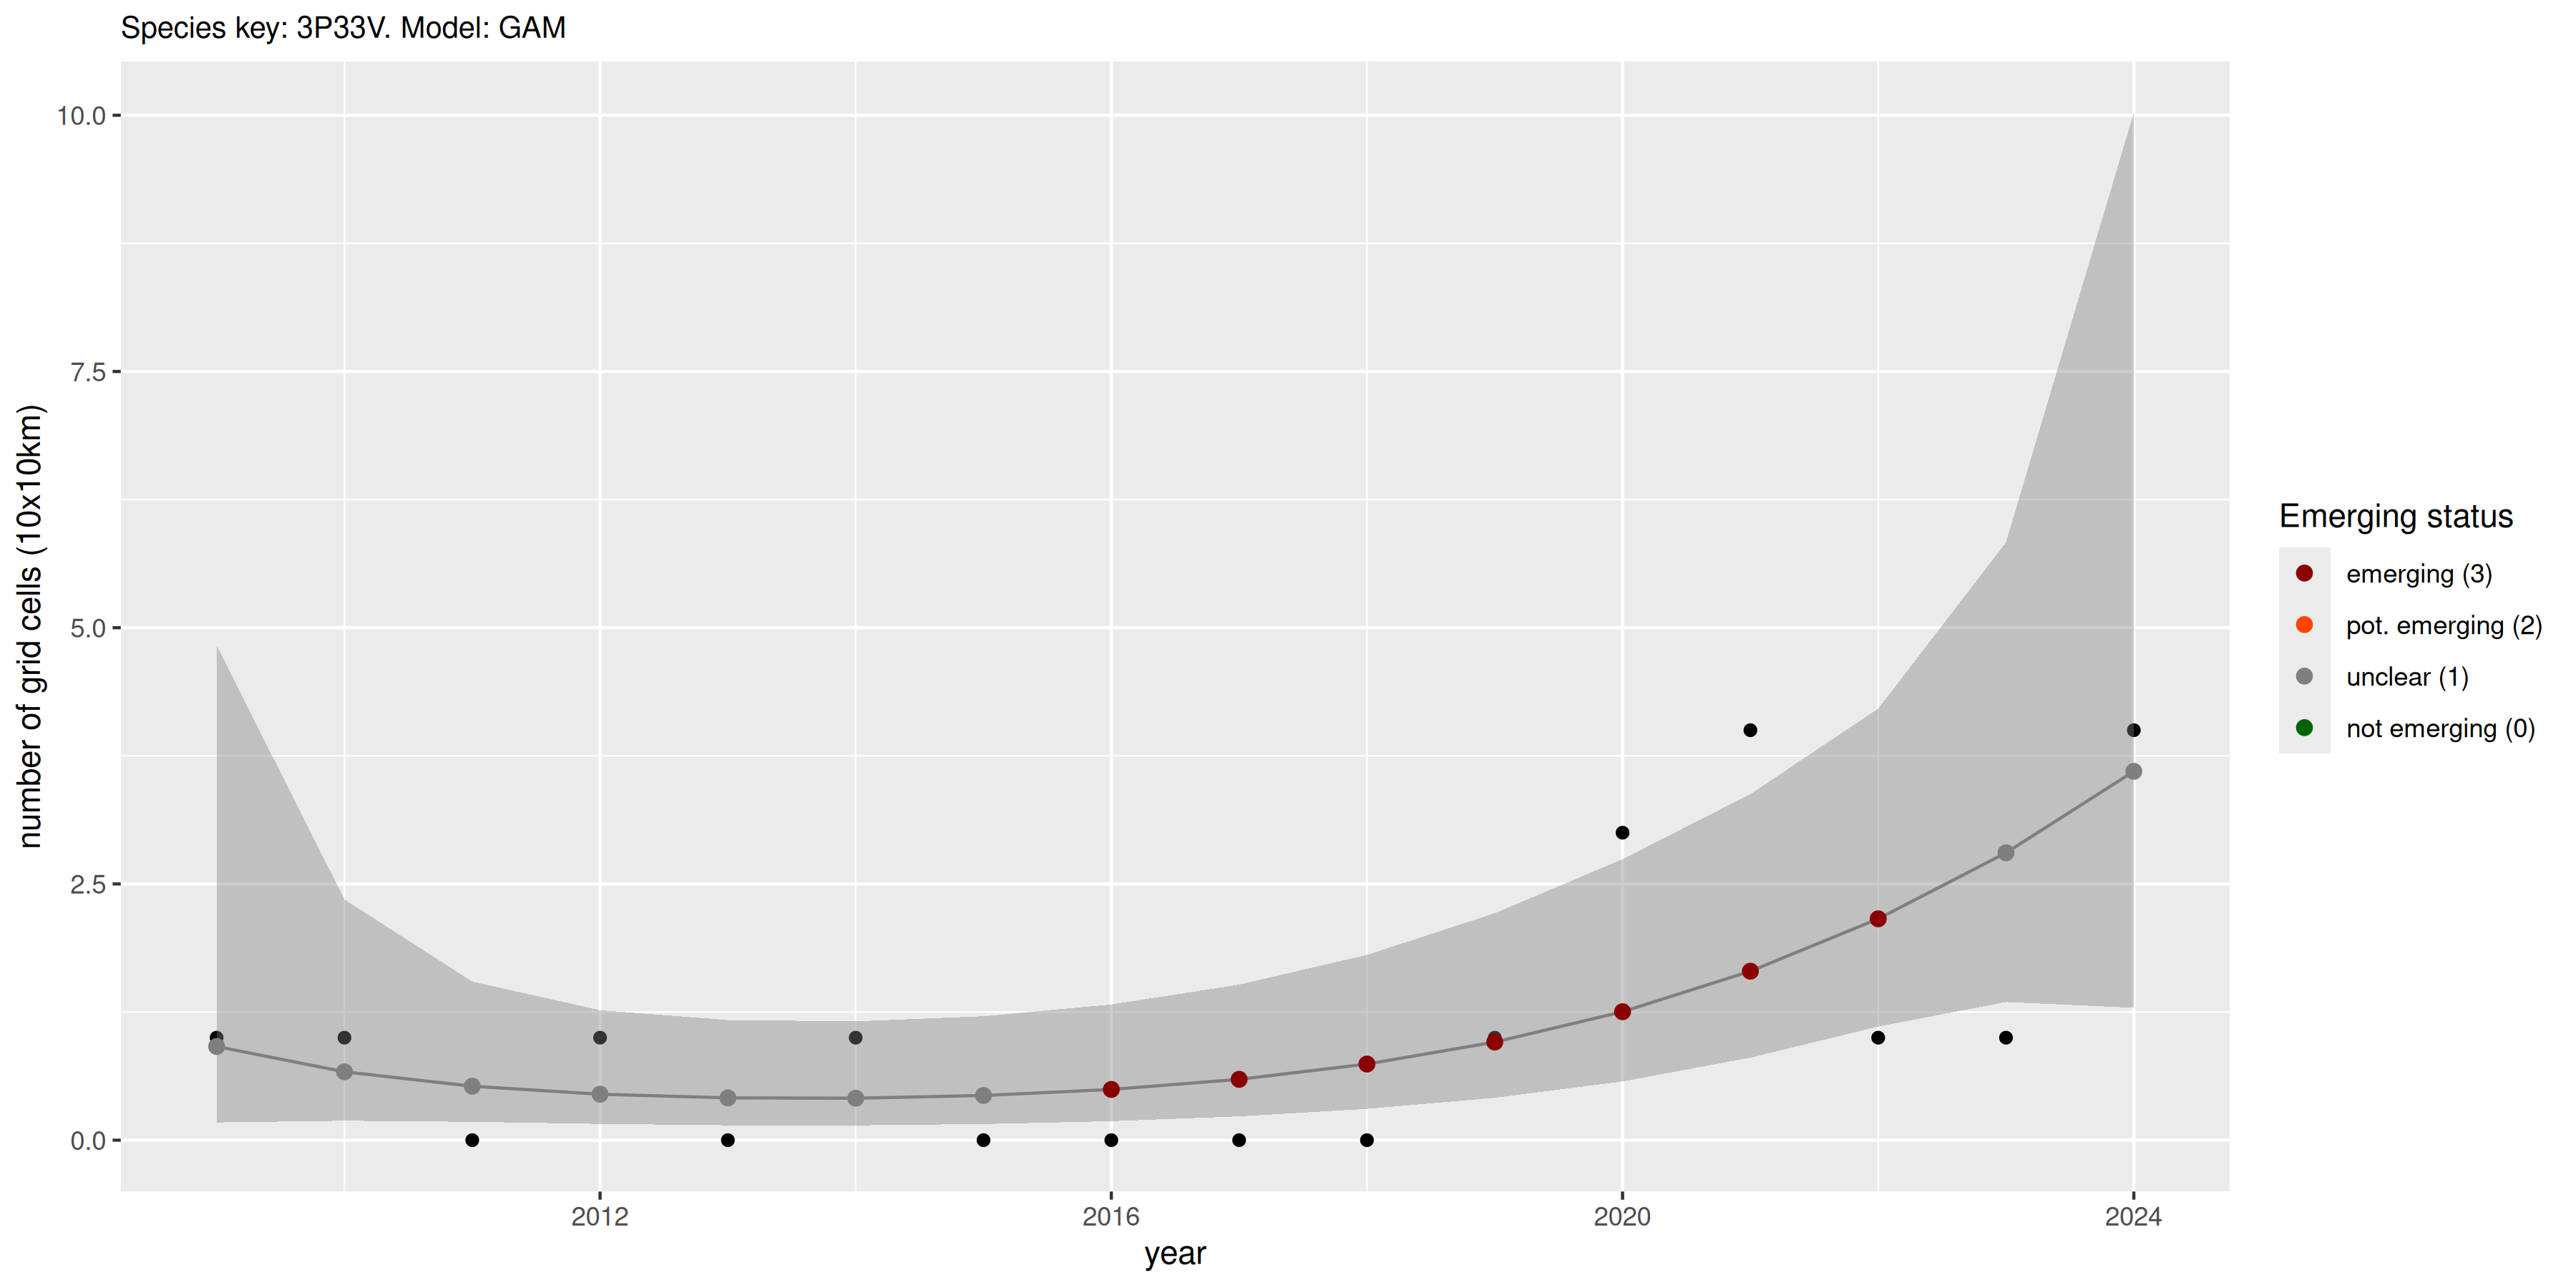 Species key: 3P33V. Model: GAM
10.0
7.5
5.0
2.5
0.0
number of grid cells (10x10km)
2012
2016
2020
2024
year
Emerging status
emerging (3)
pot. emerging (2)
unclear (1)
not emerging (0)